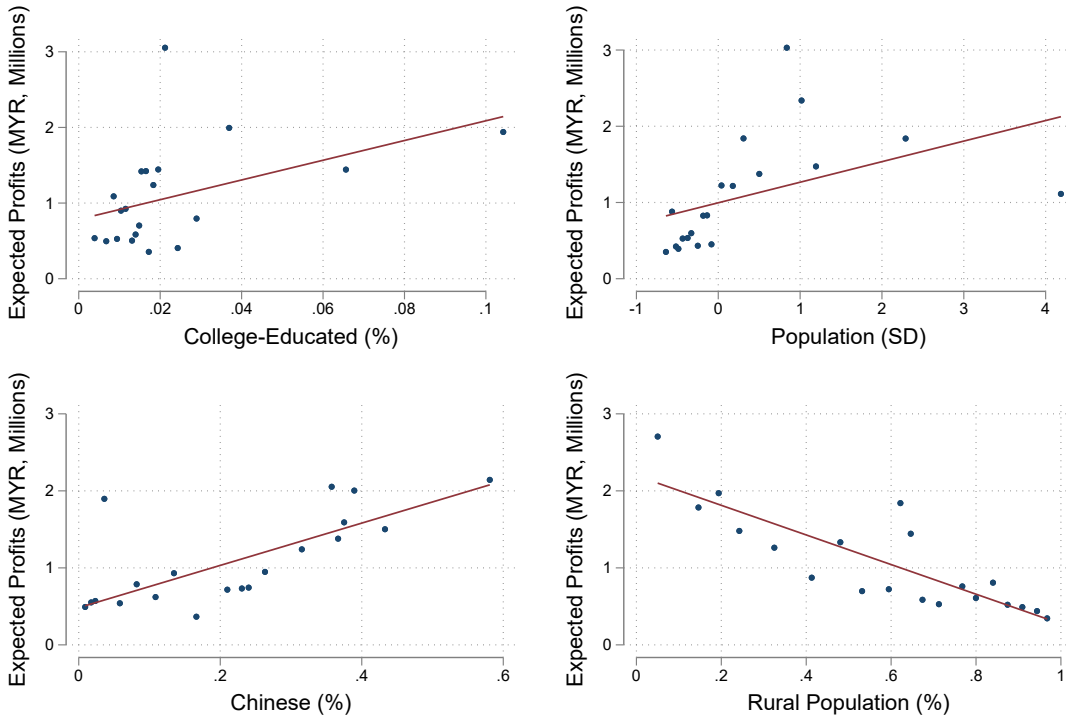 Expected Profits (MYR, Millions)
3
2
1
0
0 .02 .04 .06 .08 .1
College-Educated (%)
Expected Profits (MYR, Millions)
3
2
1
0
-1 0 1 2 3 4
Population (SD)
Expected Profits (MYR, Millions)
3
2
1
0
0 .2 .4 .6
Chinese (%)
Expected Profits (MYR, Millions)
3
2
1
0
0 .2 .4 .6 .8 1
Rural Population (%)